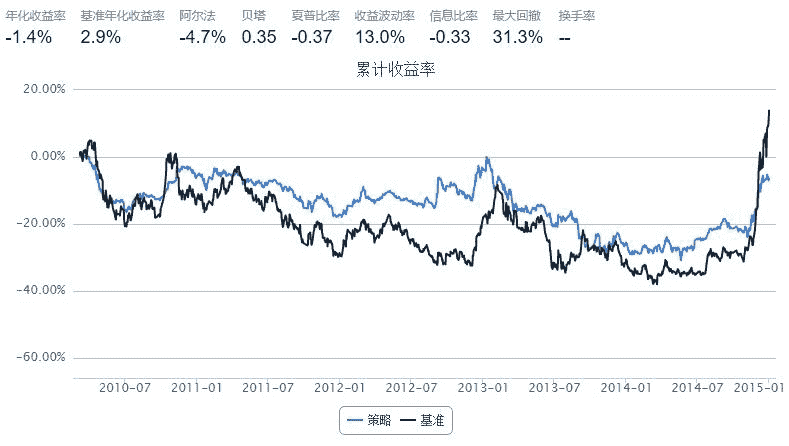 年化收益率 基准年化收益率 阿尔法 贝塔 夏普比率 收益波动率 信息比率 最大回撤 换手率
-1.4% 2.9% -4.7% 0.35 -0.37 13.0% -0.33 31.3% --
累计收益率
20.00%
0.00%
-20.00%
-40.00%
-60.00%
2010-07 2011-01 2011-07 2012-01 2012-07 2013-01 2013-07 2014-01 2014-07 2015-01
策略 基准